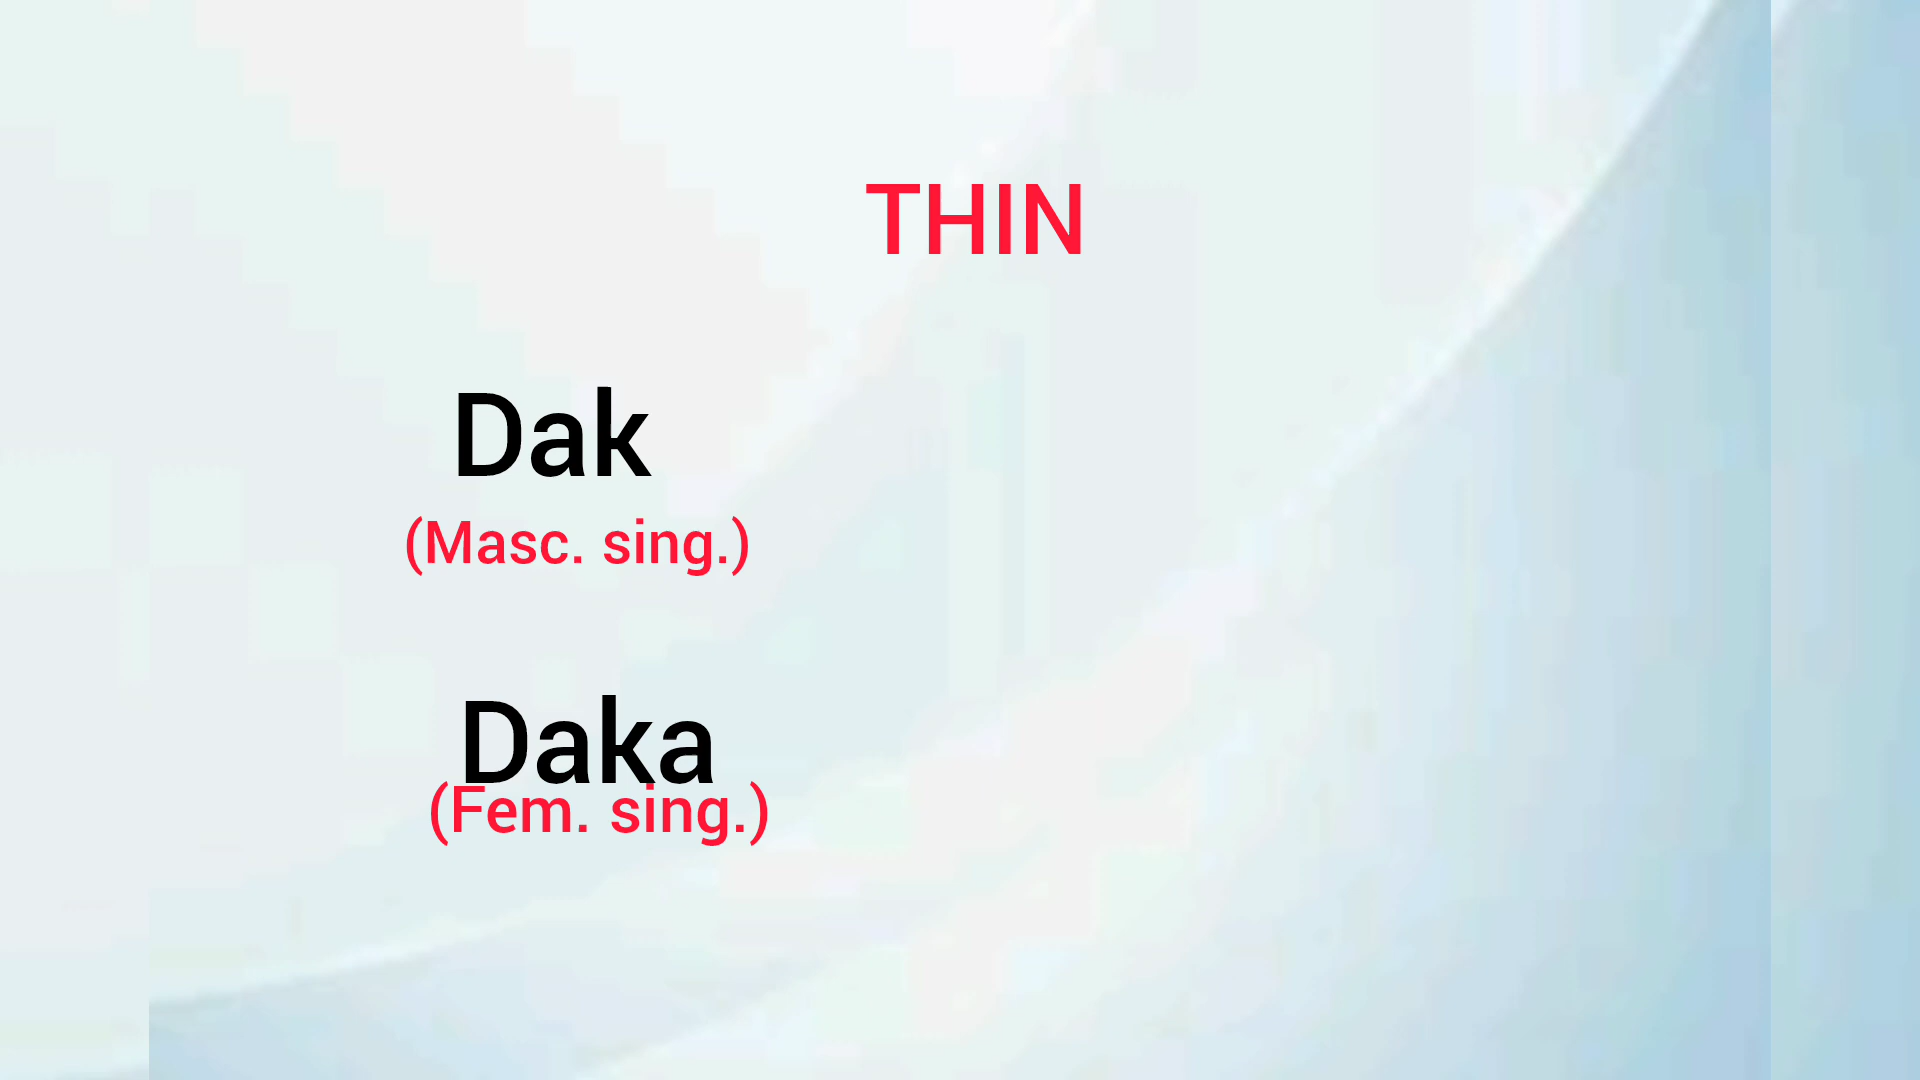 THIN
Dak
(Masc. sing.)
Daka
(Fem. sing.)